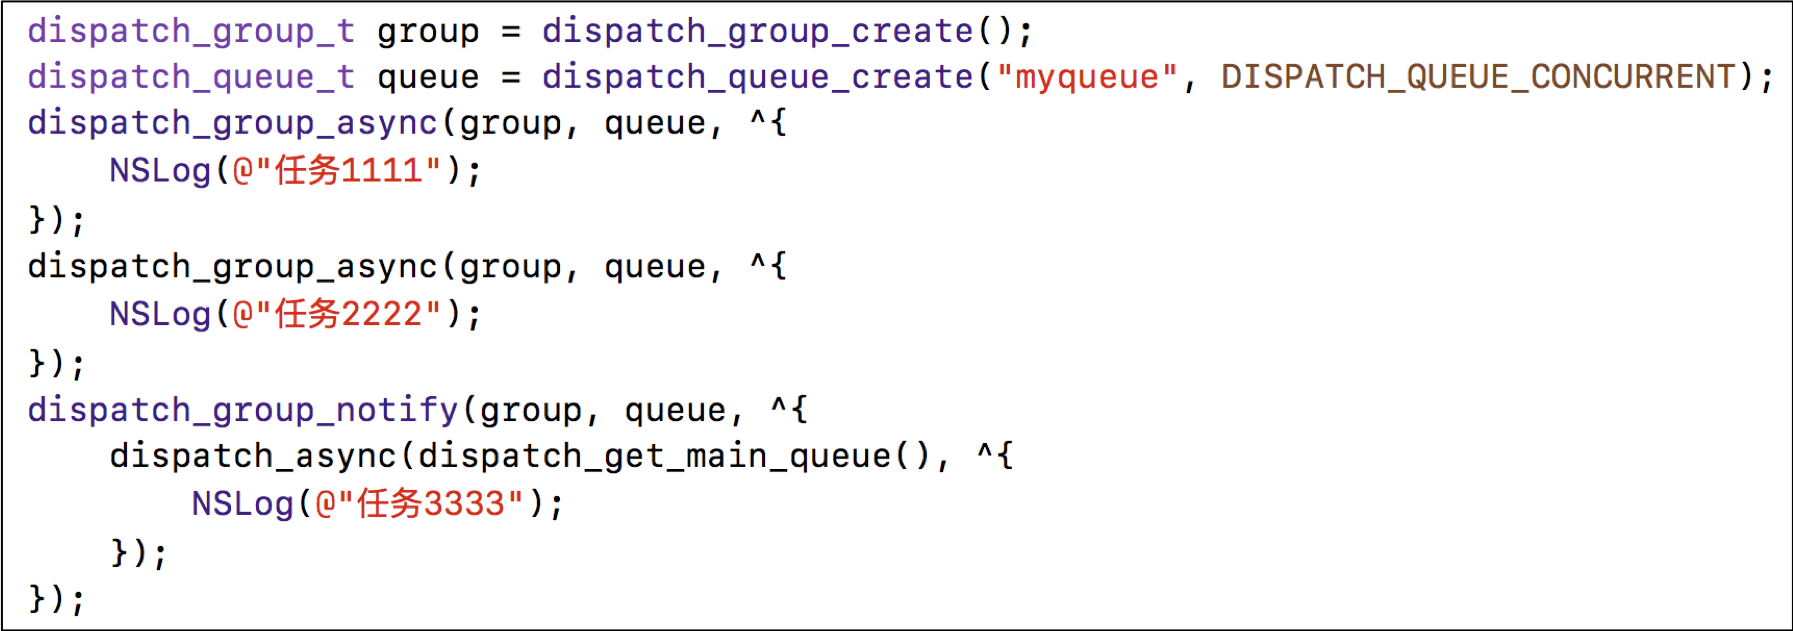 dispatch_group_t group = dispatch_group_create();
dispatch_queue_t queue = dispatch_queue_create("myqueue", DISPATCH_QUEUE_CONCURRENT);
dispatch_group_async(group, queue, ^{
    NSLog(@"任务1111");
});
dispatch_group_async(group, queue, ^{
    NSLog(@"任务2222");
});
dispatch_group_notify(group, queue, ^{
    dispatch_async(dispatch_get_main_queue(), ^{
        NSLog(@"任务3333");
    });
});